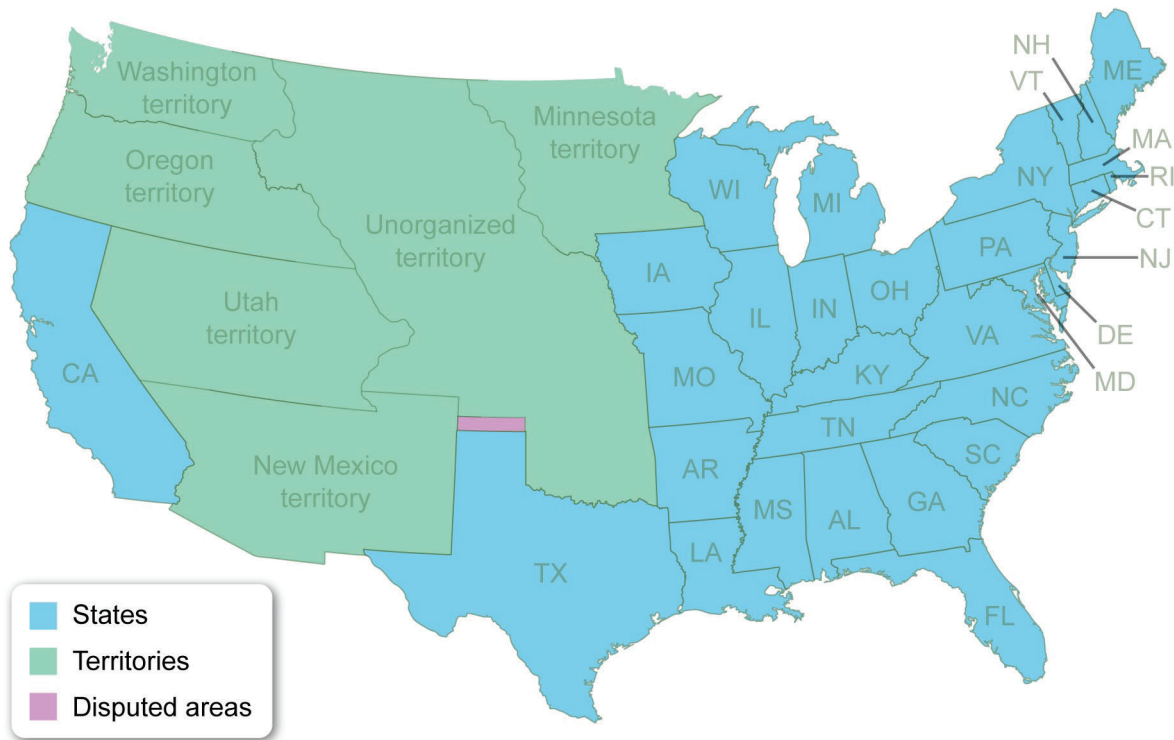 Washington
territory
Oregon
territory
Minnesota
territory
Unorganized
territory
Utah
territory
New Mexico
territory
CA
TX
WI
MI
IA
IL
IN
OH
MO
KY
TN
AR
LA
MS
AL
GA
FL
SC
NC
VA
PA
NY
NH
VT
ME
MA
RI
CT
NJ
DE
MD
States
Territories
Disputed areas